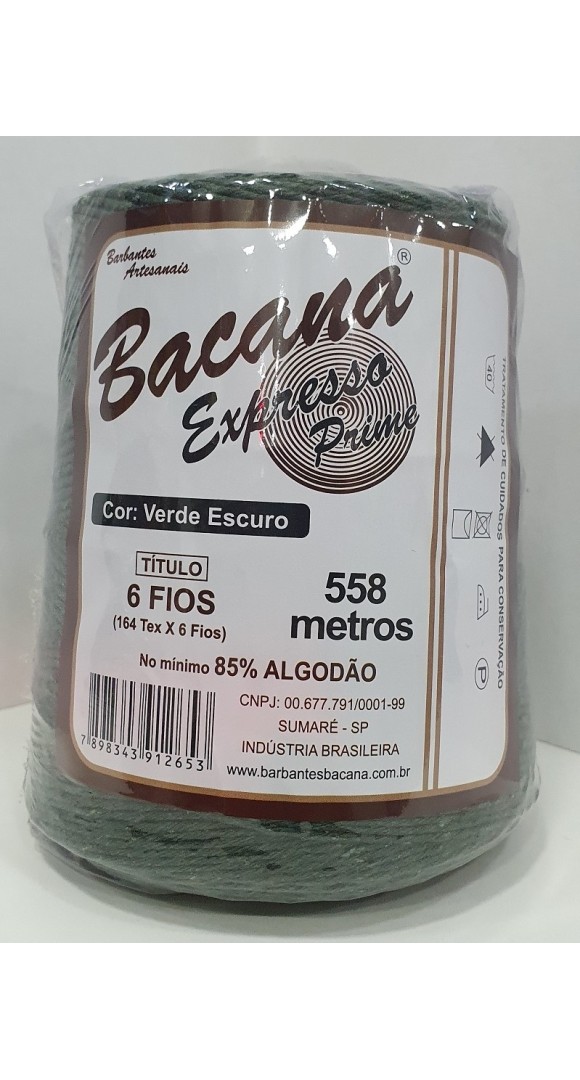 Barbantes
Artesanais
Bacana®
Expresso
Prime
Cor: Verde Escuro
TÍTULO
6 FIOS
(164 Tex X 6 Fios)
558
metros
No mínimo 85% ALGODÃO
7 898343 912653
CNPJ: 00.677.791/0001-99
SUMARÉ - SP
INDÚSTRIA BRASILEIRA
www.barbantesbacana.com.br
TRATAMENTO DE CUIDADOS PARA CONSERVAÇÃO
40
P